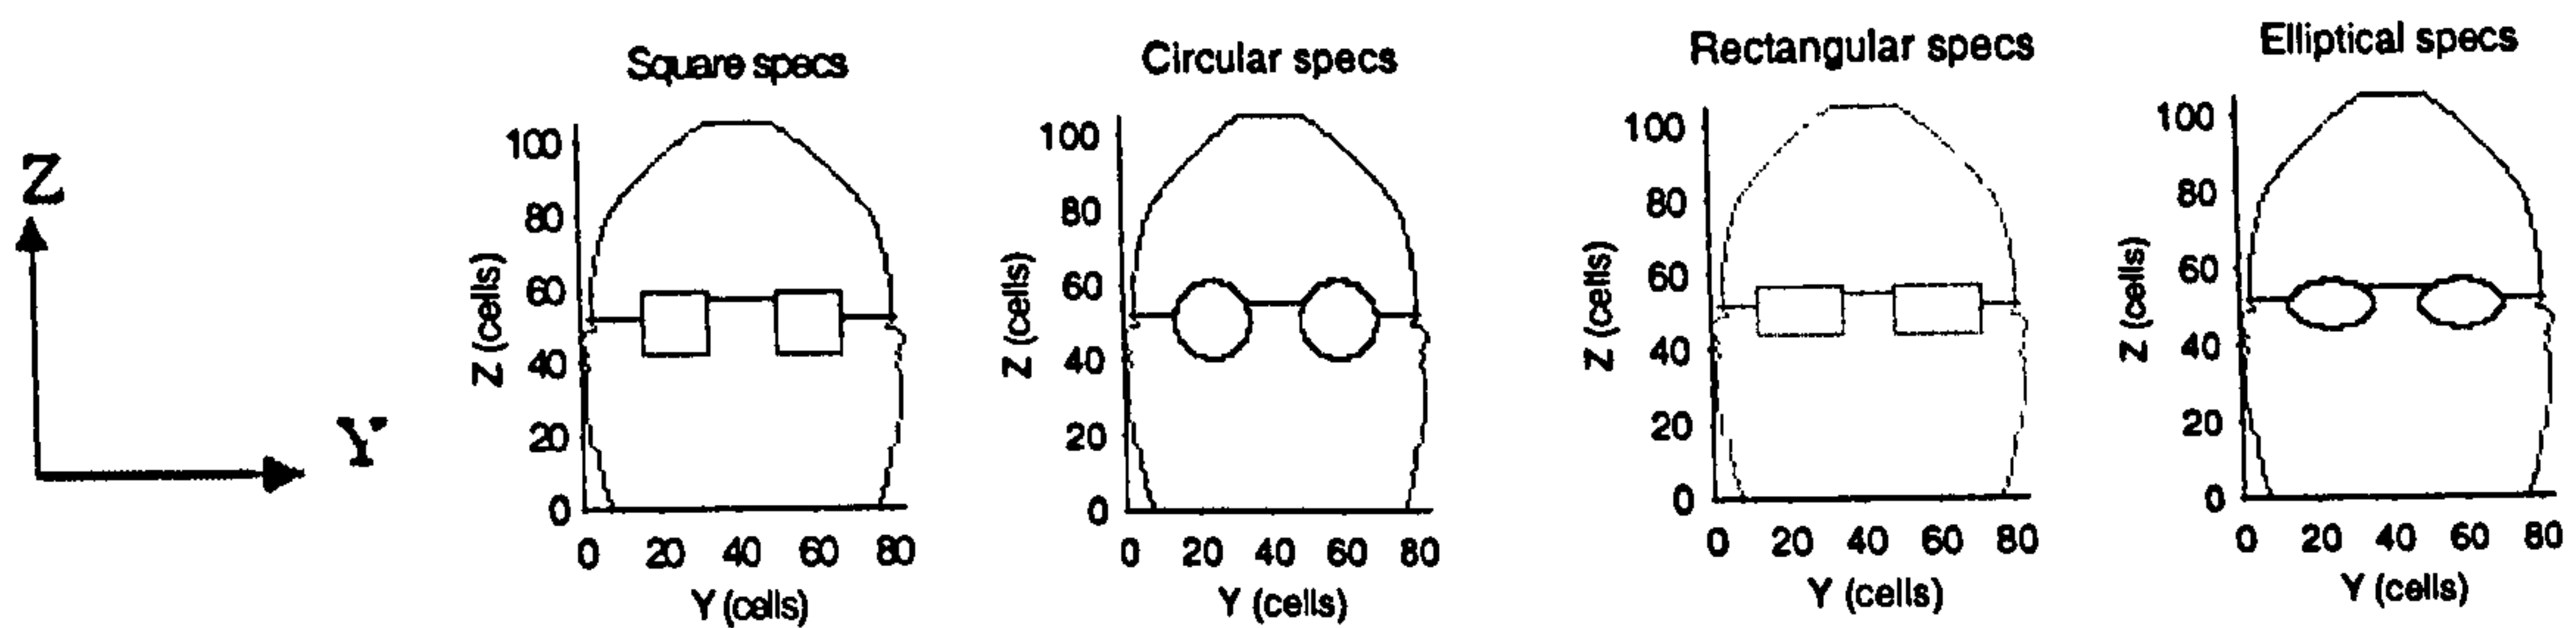 Z
Y
Square specs
100
80
60
40
20
0
Z (cells)
0 20 40 60 80
Y (cells)
Circular specs
100
80
60
40
20
0
Z (cells)
0 20 40 60 80
Y (cells)
Rectangular specs
100
80
60
40
20
0
Z (cells)
0 20 40 60 80
Y (cells)
Elliptical specs
100
80
60
40
20
0
Z (cells)
0 20 40 60 80
Y (cells)